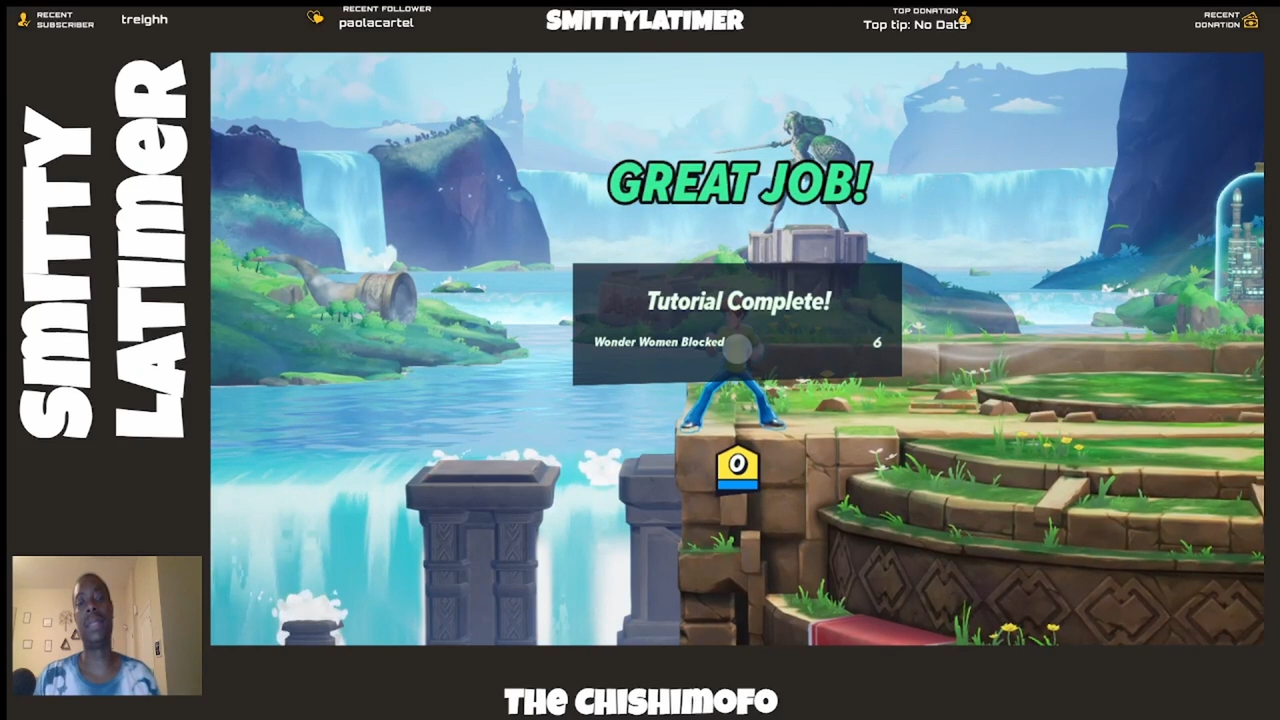 RECENT
SUBSCRIBER
treighh
RECENT FOLLOWER
paolacartel
SMITTYLATIMER
TOP DONATION
Top tip: No Data
RECENT
DONATION
SMITTY
LATIMER
GREAT JOB!
Tutorial Complete!
Wonder Women Blocked 6
0
THE CHISHIMOFO